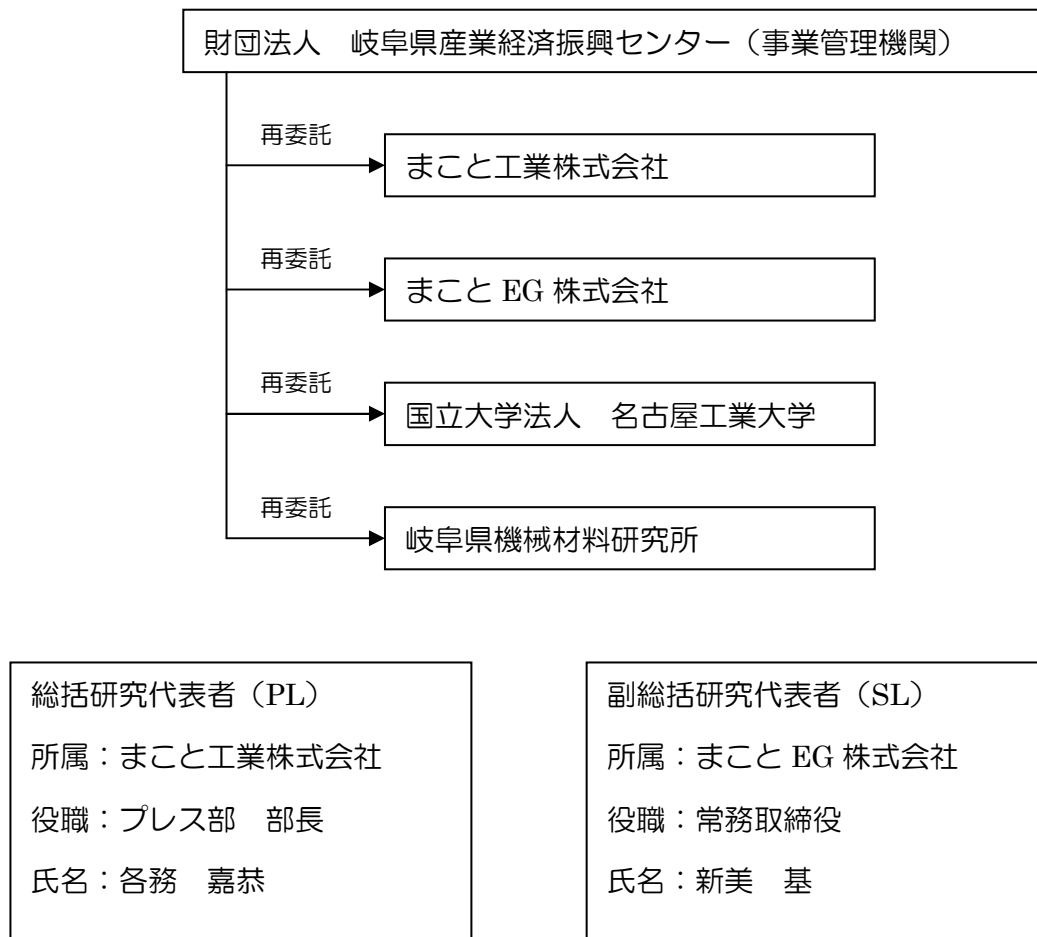 財団法人　岐阜県産業経済振興センター（事業管理機関）
再委託
まこと工業株式会社
再委託
まこと EG 株式会社
再委託
国立大学法人　名古屋工業大学
再委託
岐阜県機械材料研究所
総括研究代表者（PL）
所属：まこと工業株式会社
役職：プレス部　部長
氏名：各務　嘉恭
副総括研究代表者（SL）
所属：まこと EG 株式会社
役職：常務取締役
氏名：新美　基